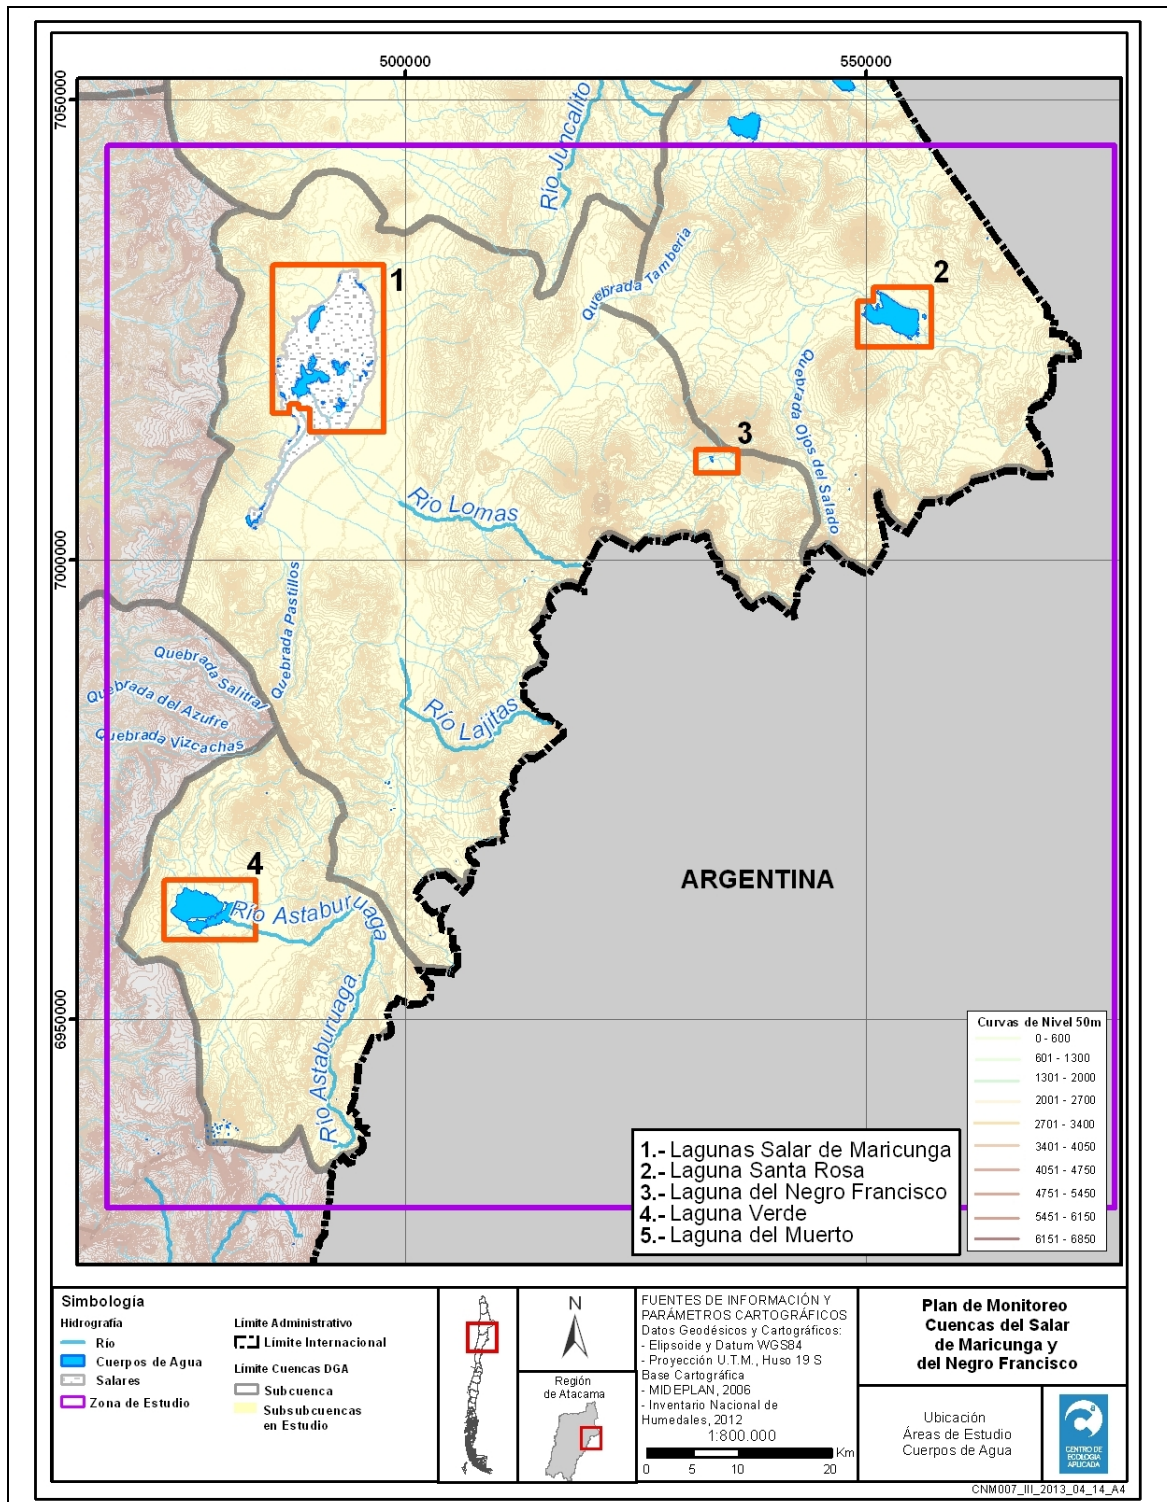 500000
550000
7050000
7000000
6950000
Río Juncalito
1
2
Quebrada Tambería
Quebrada Ojos del Salado
3
Río Lomas
Quebrada Pastillos
Quebrada Salitral
Quebrada del Azufre
Quebrada Vizcachas
Río Lajitas
4
Río Astaburuaga
ARGENTINA
Río Astaburuaga
Curvas de Nivel 50m
0 - 600
601 - 1300
1301 - 2000
2001 - 2700
2701 - 3400
3401 - 4050
4051 - 4750
4751 - 5450
5451 - 6150
6151 - 6850
1.- Lagunas Salar de Maricunga
2.- Laguna Santa Rosa
3.- Laguna del Negro Francisco
4.- Laguna Verde
5.- Laguna del Muerto
Simbología
Hidrografía
Río
Cuerpos de Agua
Salares
Zona de Estudio
Límite Administrativo
Límite Internacional
Límite Cuencas DGA
Subcuenca
Subsubcuencas
en Estudio
N
Región
de Atacama
FUENTES DE INFORMACIÓN Y
PARÁMETROS CARTOGRÁFICOS
Datos Geodésicos y Cartográficos:
- Elipsoide y Datum WGS84
- Proyección U.T.M., Huso 19 S
Base Cartográfica
- MIDEPLAN, 2006
- Inventario Nacional de
Humedales, 2012
1:800.000
Km
0 5 10 20
Plan de Monitoreo
Cuencas del Salar
de Maricunga y
del Negro Francisco
Ubicación
Áreas de Estudio
Cuerpos de Agua
CENTRO DE
ECOLOGÍA
APLICADA
CNM007_III_2013_04_14_A4